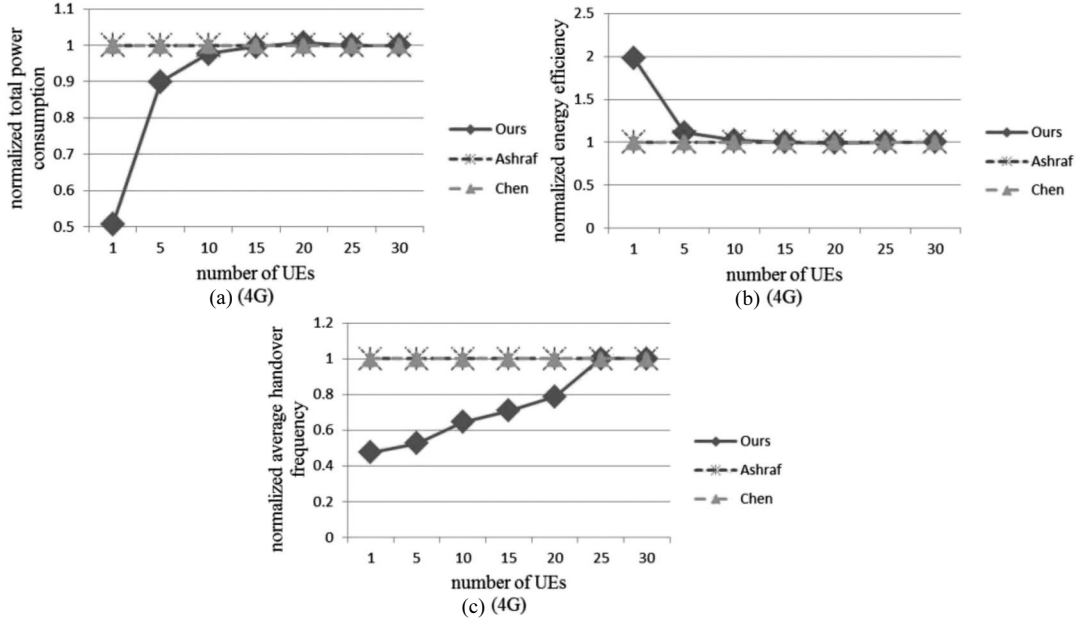 normalized total power
consumption
1.1
1
0.9
0.8
0.7
0.6
0.5
1 5 10 15 20 25 30
number of UEs
(a) (4G)
Ours
Ashraf
Chen
normalized energy efficiency
2.5
2
1.5
1
0.5
0
1 5 10 15 20 25 30
number of UEs
(b) (4G)
Ours
Ashraf
Chen
normalized average handover
frequency
1.2
1
0.8
0.6
0.4
0.2
0
1 5 10 15 20 25 30
number of UEs
(c) (4G)
Ours
Ashraf
Chen